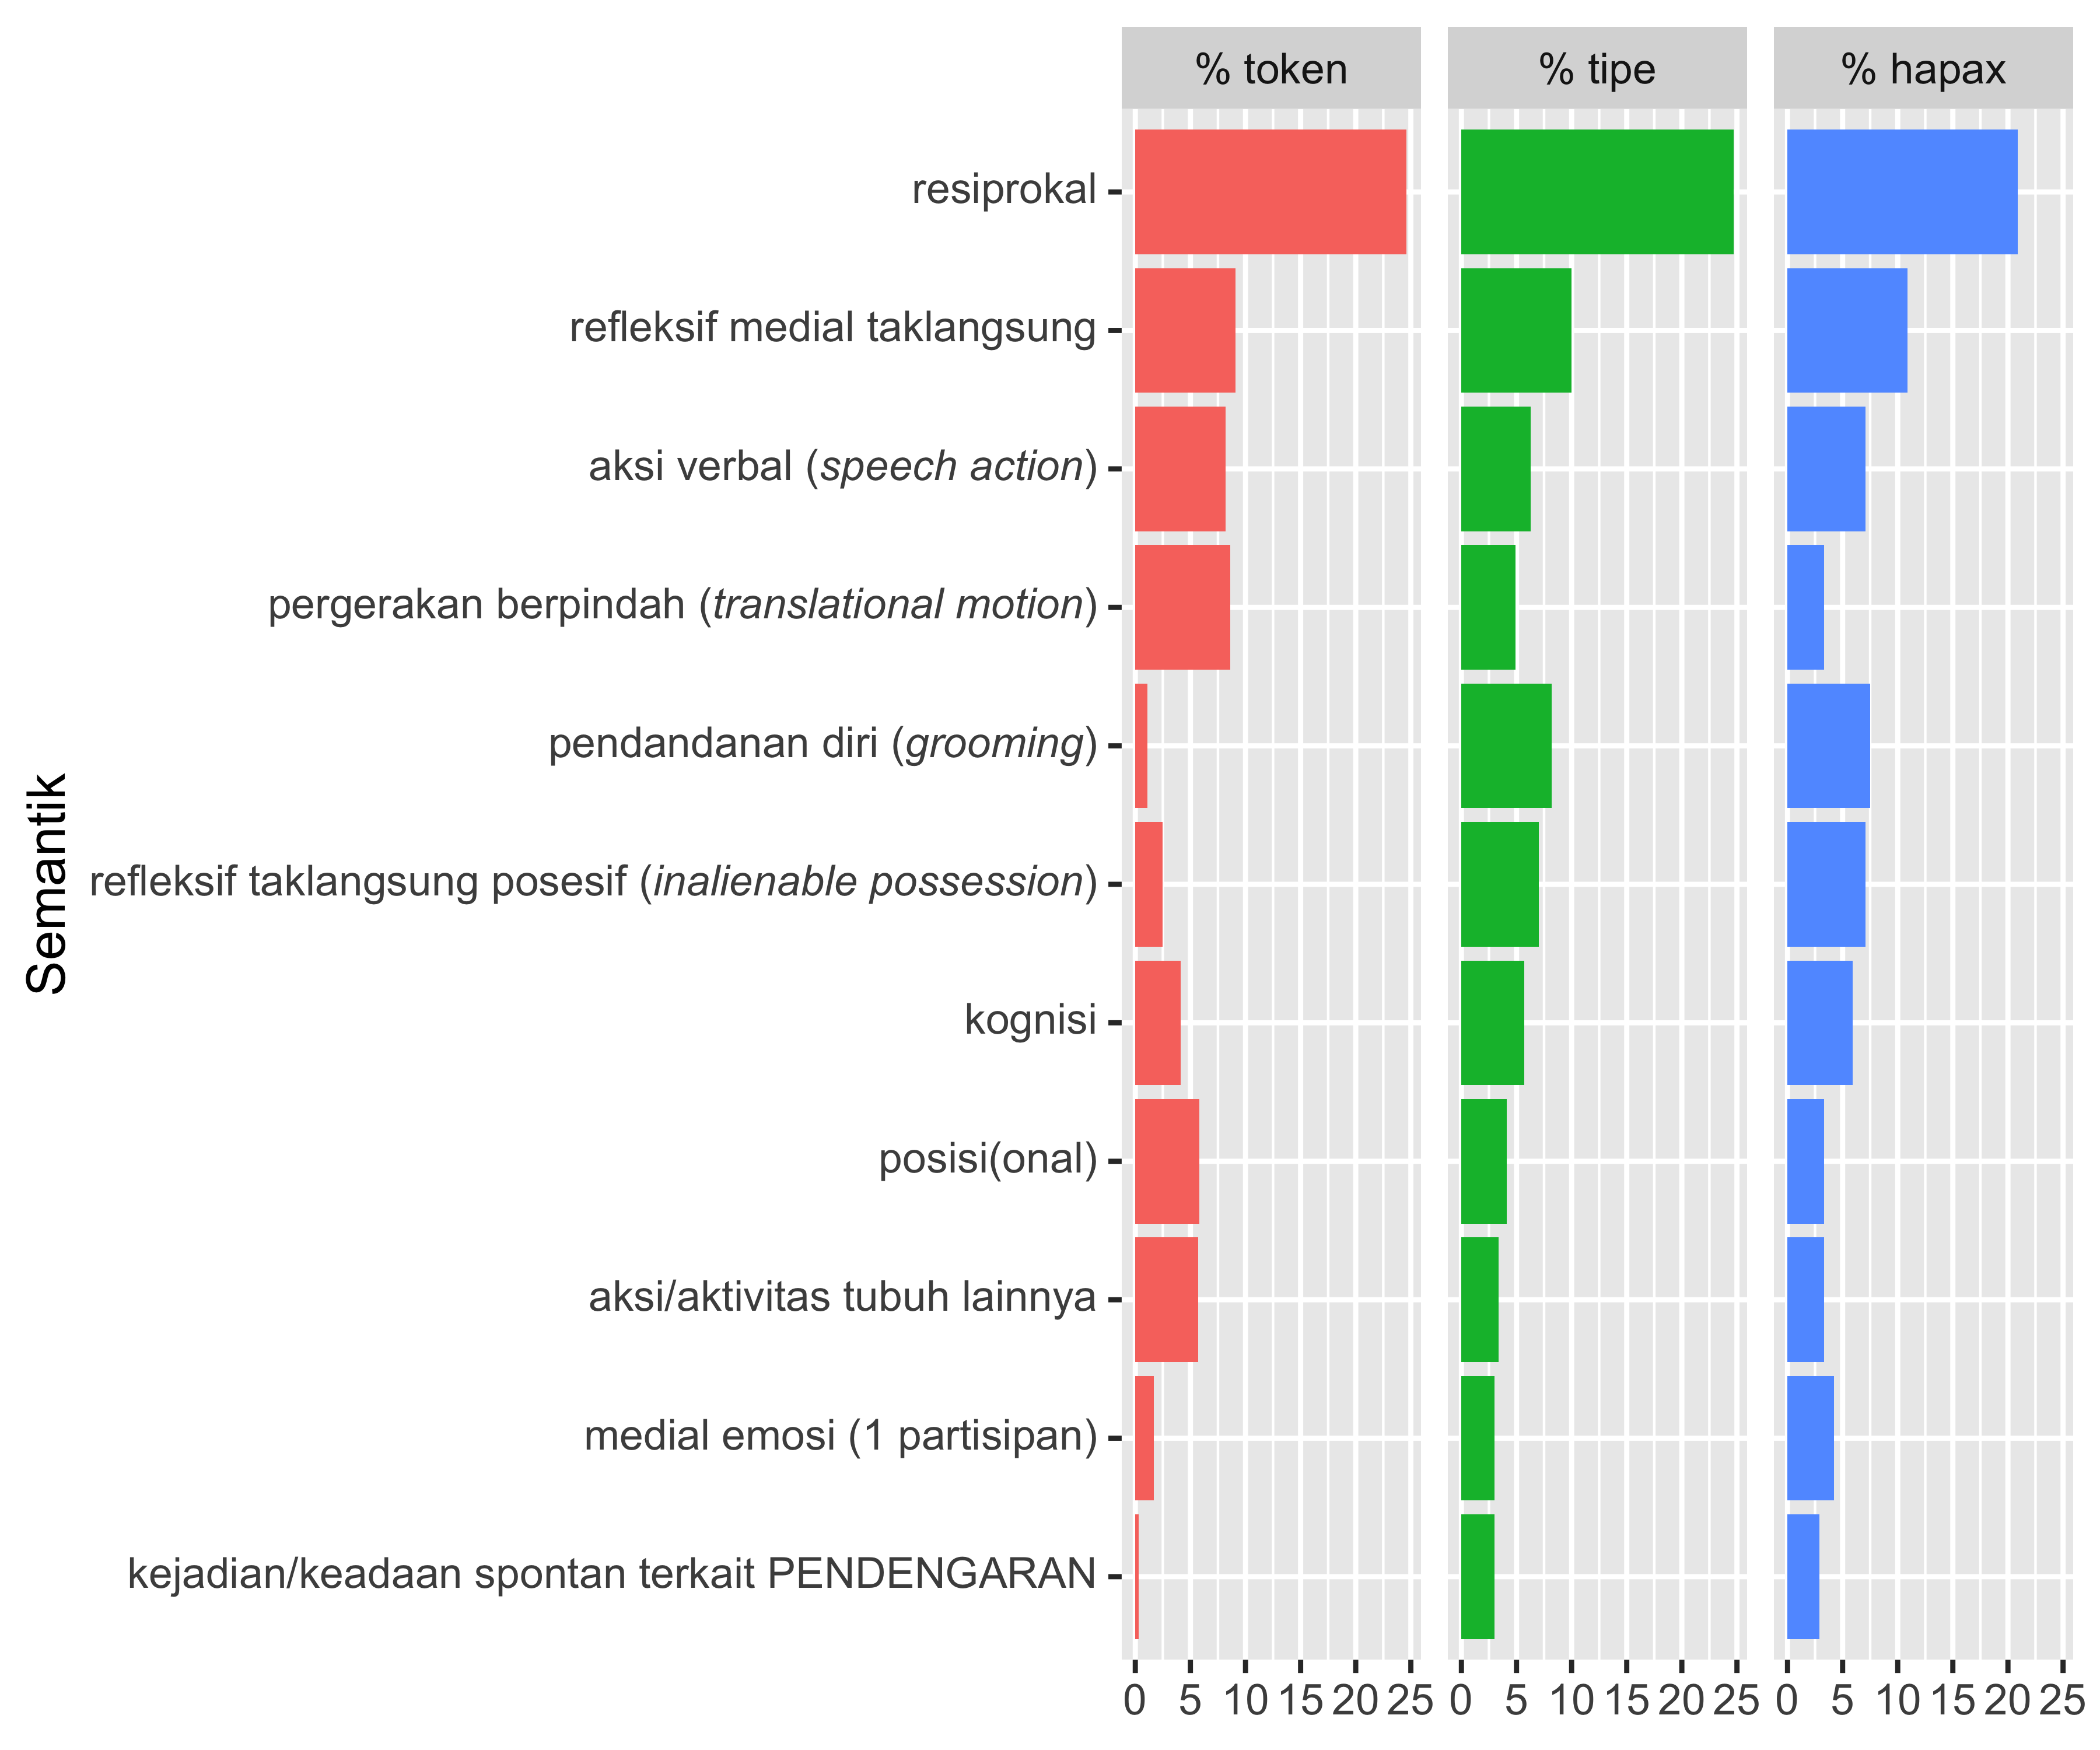 % token % tipe % hapax
resiprokal
refleksif medial taklangsung
aksi verbal (speech action)
pergerakan berpindah (translational motion)
pendandanan diri (grooming)
refleksif taklangsung posesif (inalienable possession)
kognisi
posisi(onal)
aksi/aktivitas tubuh lainnya
medial emosi (1 partisipan)
kejadian/keadaan spontan terkait PENDENGARAN
Semantik
0 5 10 15 20 25 0 5 10 15 20 25 0 5 10 15 20 25